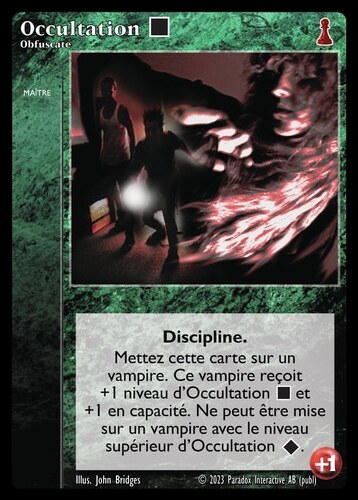 Occultation
Obfuscate
MAÎTRE
Discipline.
Mettez cette carte sur un
vampire. Ce vampire reçoit
+1 niveau d'Occultation ■ et
+1 en capacité. Ne peut être mise
sur un vampire avec le niveau
supérieur d'Occultation ◆.
+1
Illus. John Bridges
© 2023 Paradox Interactive AB (publ)